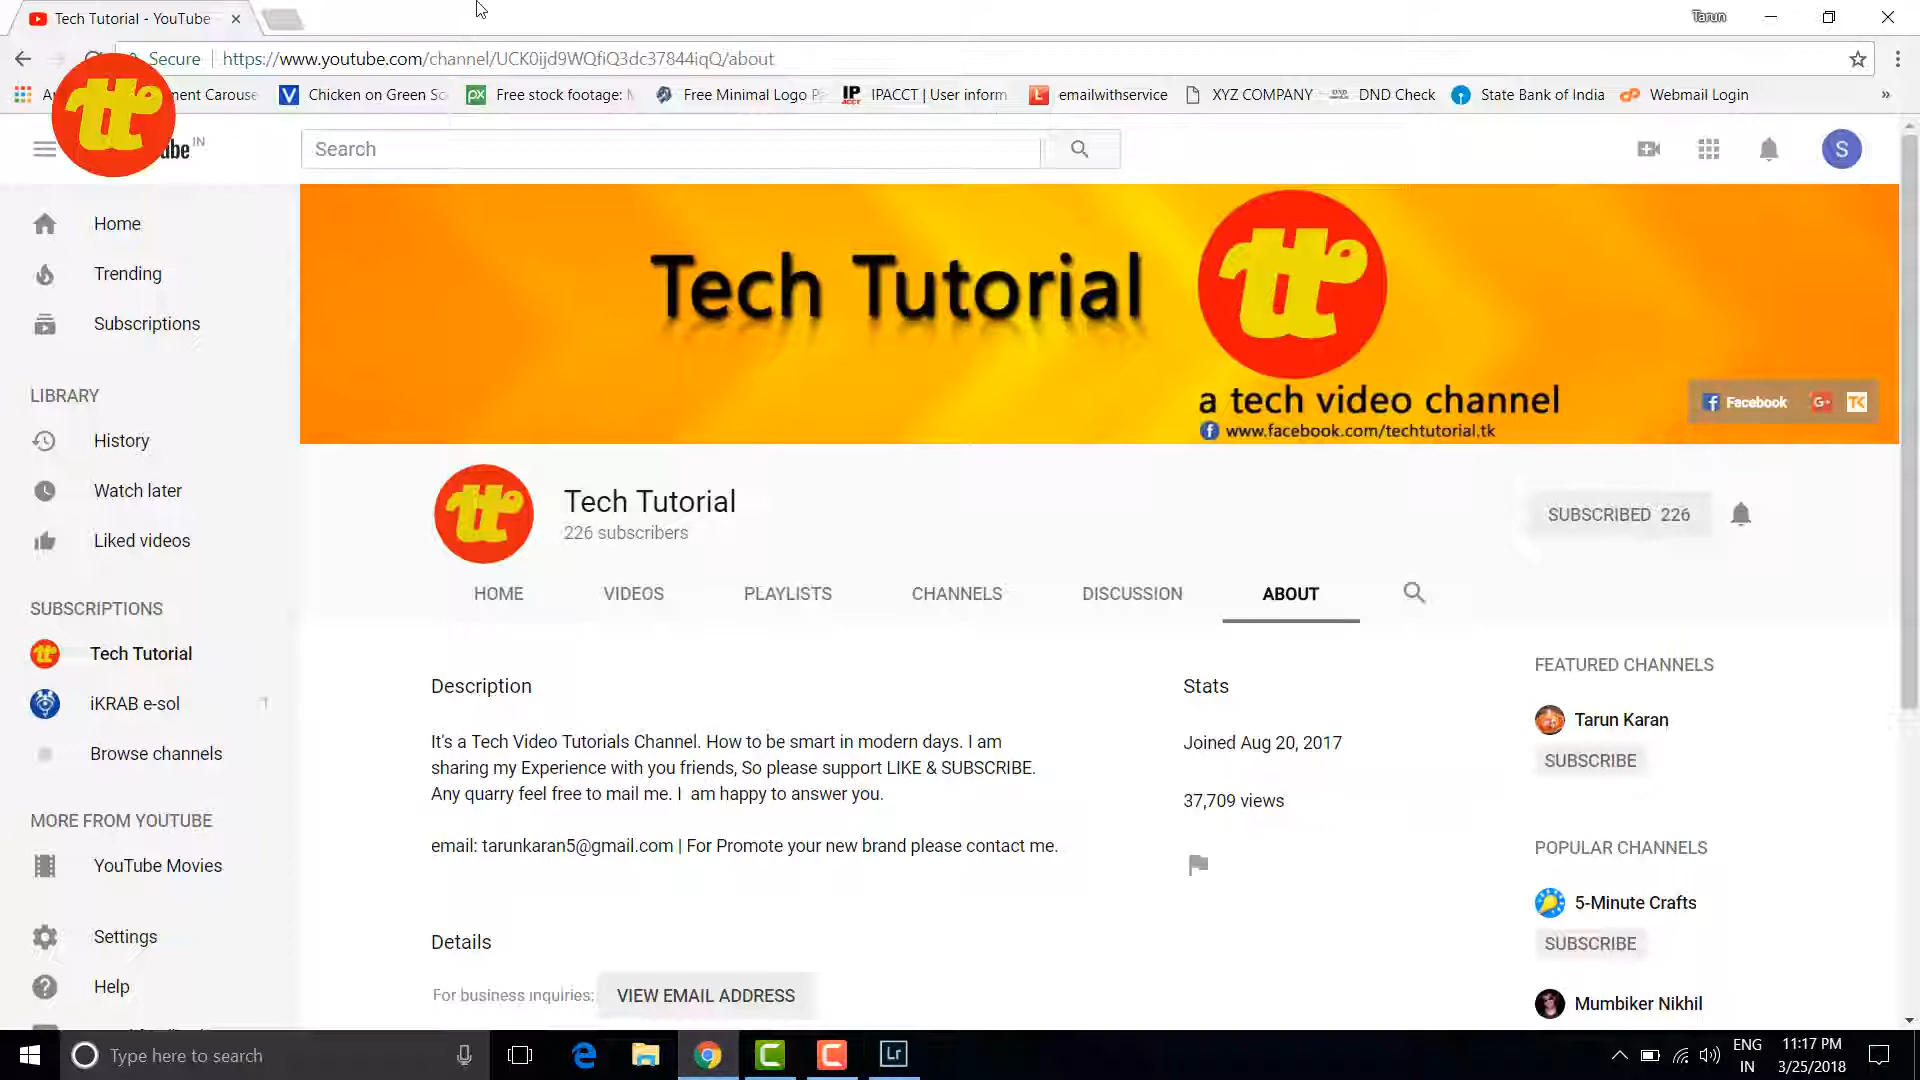 Tech Tutorial - YouTube
Tarun
Secure
https://www.youtube.com/channel/UCK0ijd9WQfiQ3dc37844iqQ/about
ment Carouse
Chicken on Green Sc
Free stock footage:
Free Minimal Logo
IPACCT | User inform
emailwithservice
XYZ COMPANY
DND Check
State Bank of India
Webmail Login
IN
Search
S
Home
Trending
Subscriptions
LIBRARY
History
Watch later
Liked videos
SUBSCRIPTIONS
Tech Tutorial
iKRAB e-sol
1
Browse channels
MORE FROM YOUTUBE
YouTube Movies
Settings
Help
Tech Tutorial
tt
a tech video channel
www.facebook.com/techtutorial.tk
Facebook
G+
TK
Tech Tutorial
226 subscribers
SUBSCRIBED 226
HOME
VIDEOS
PLAYLISTS
CHANNELS
DISCUSSION
ABOUT
Description
It's a Tech Video Tutorials Channel. How to be smart in modern days. I am
sharing my Experience with you friends, So please support LIKE & SUBSCRIBE.
Any quarry feel free to mail me. I am happy to answer you.
email: tarunkaran5@gmail.com | For Promote your new brand please contact me.
Details
For business inquiries:
VIEW EMAIL ADDRESS
Stats
Joined Aug 20, 2017
37,709 views
FEATURED CHANNELS
Tarun Karan
SUBSCRIBE
POPULAR CHANNELS
5-Minute Crafts
SUBSCRIBE
Mumbiker Nikhil
Type here to search
Lr
ENG
IN
11:17 PM
3/25/2018